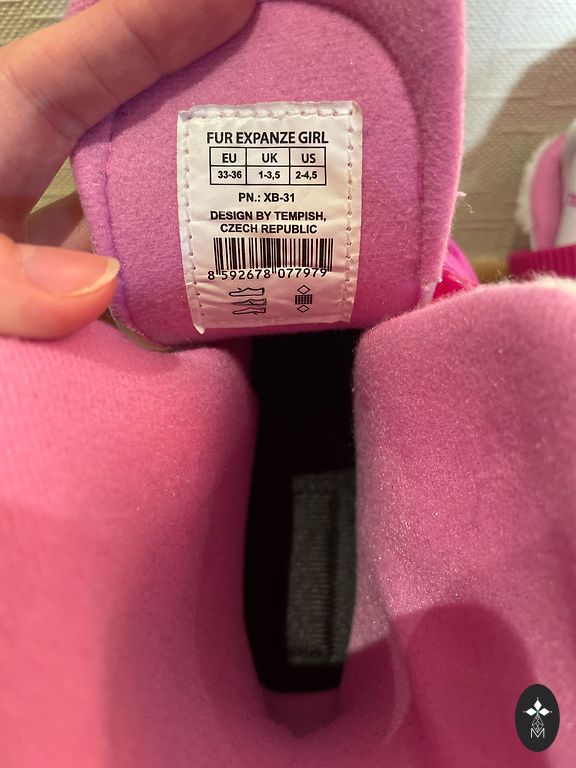 FUR EXPANZE GIRL
EU UK US
33-36 1-3,5 2-4,5
PN.: XB-31
DESIGN BY TEMPISH,
CZECH REPUBLIC
8 592678 077979
M